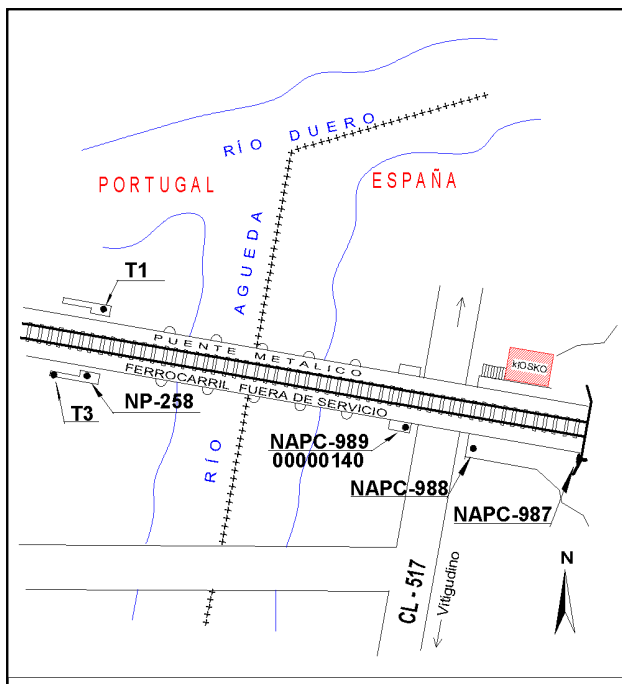 RÍO DUERO
PORTUGAL
ESPAÑA
AGUEDA
T1
PUENTE METALICO
kIOSKO
FERROCARRIL FUERA DE SERVICIO
NP-258
T3
RÍO
NAPC-989
00000140
NAPC-988
NAPC-987
N
CL - 517
Vitigudino